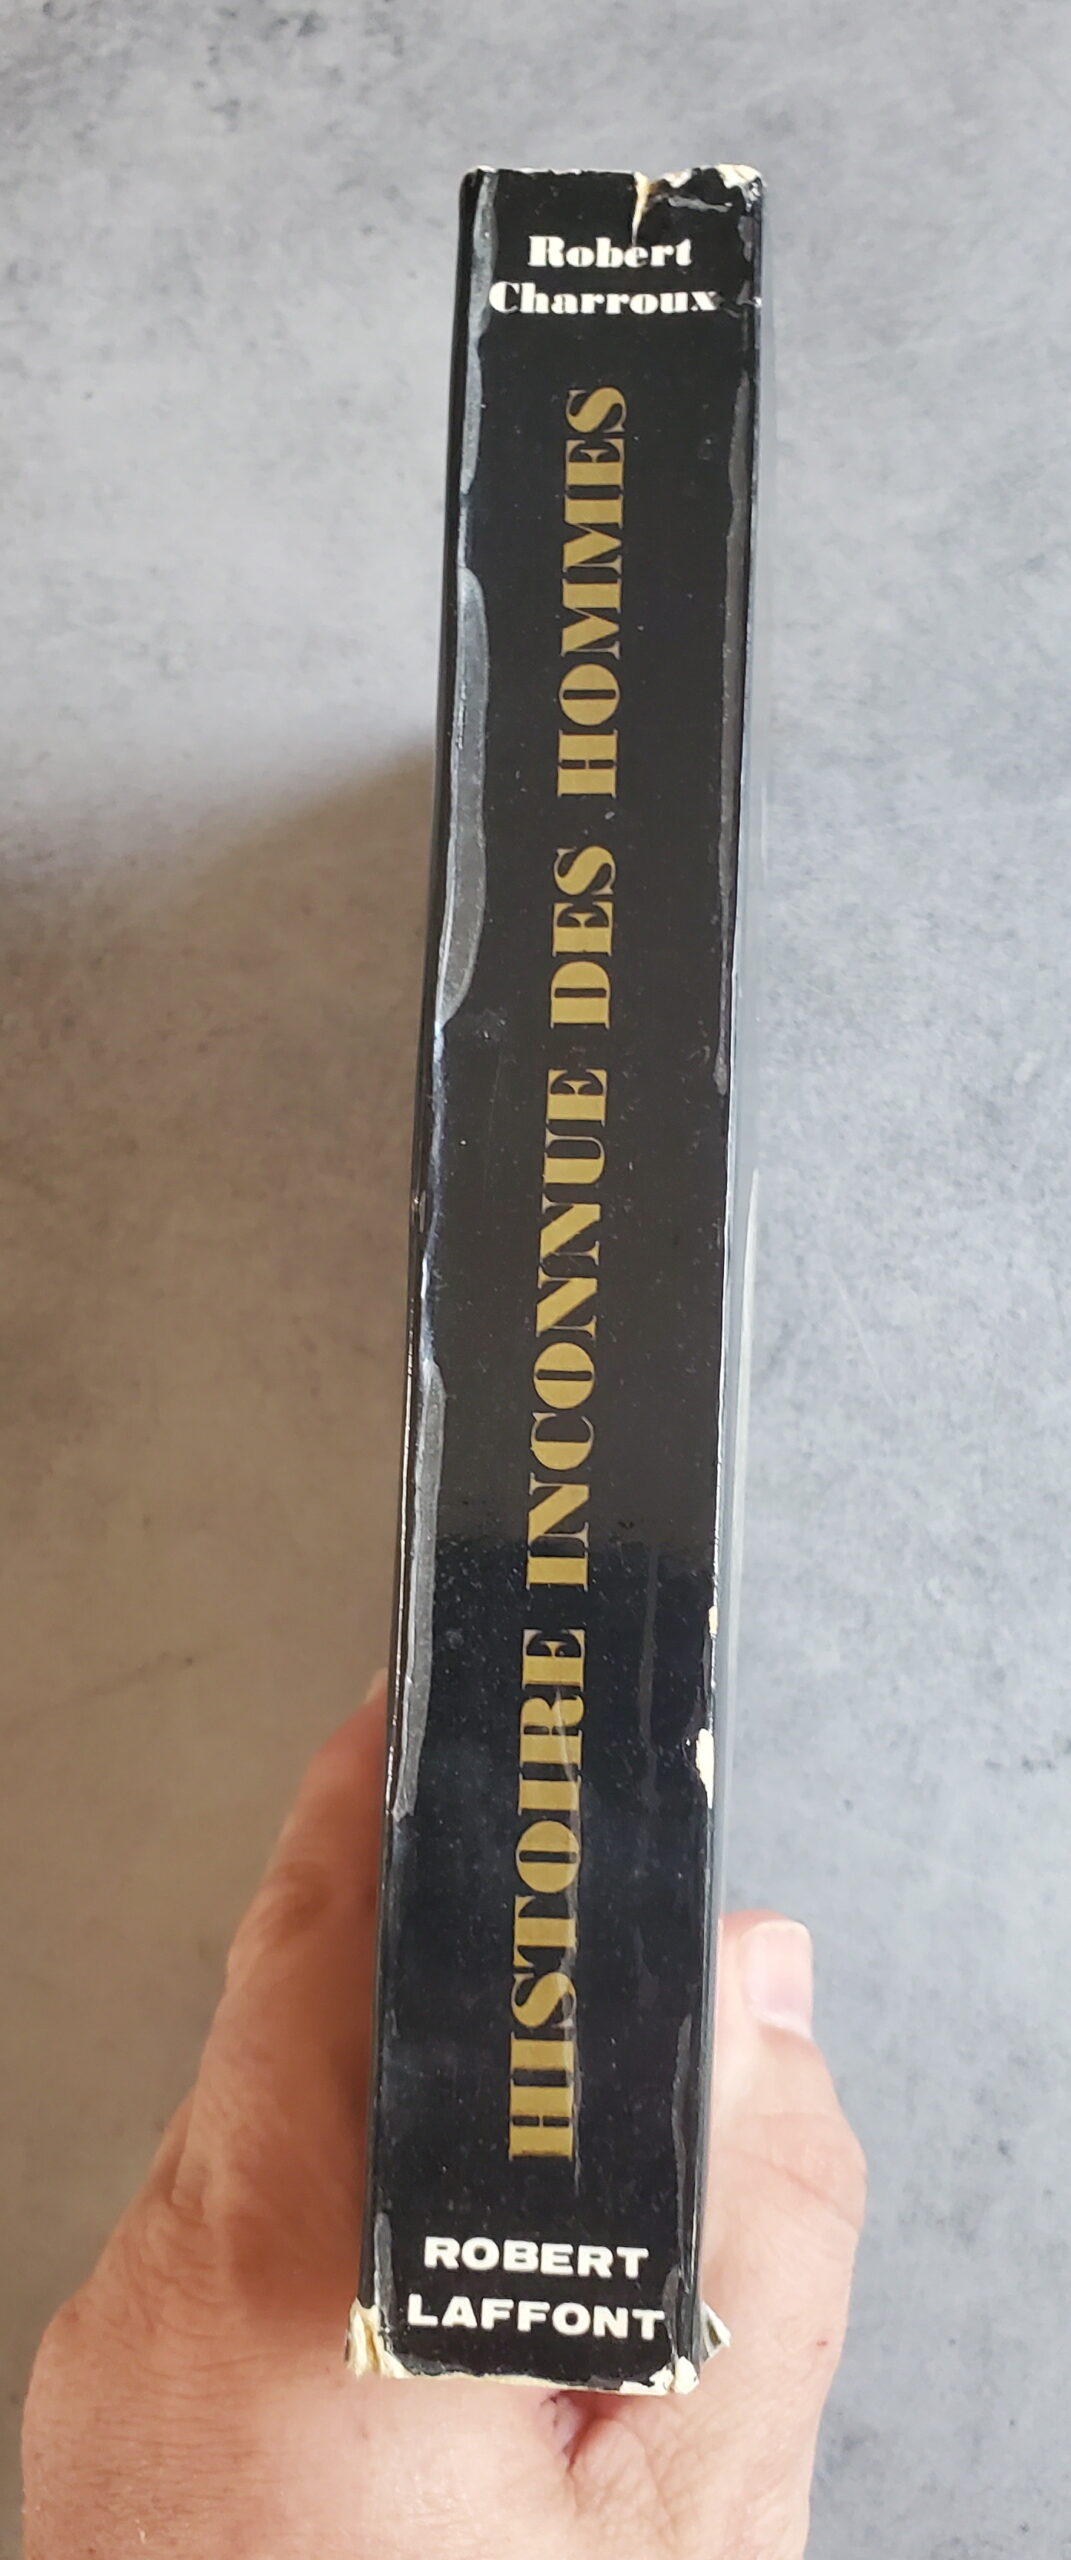 Robert
Charroux
HISTOIRE INCONNUE DES HOMMES
ROBERT
LAFFONT